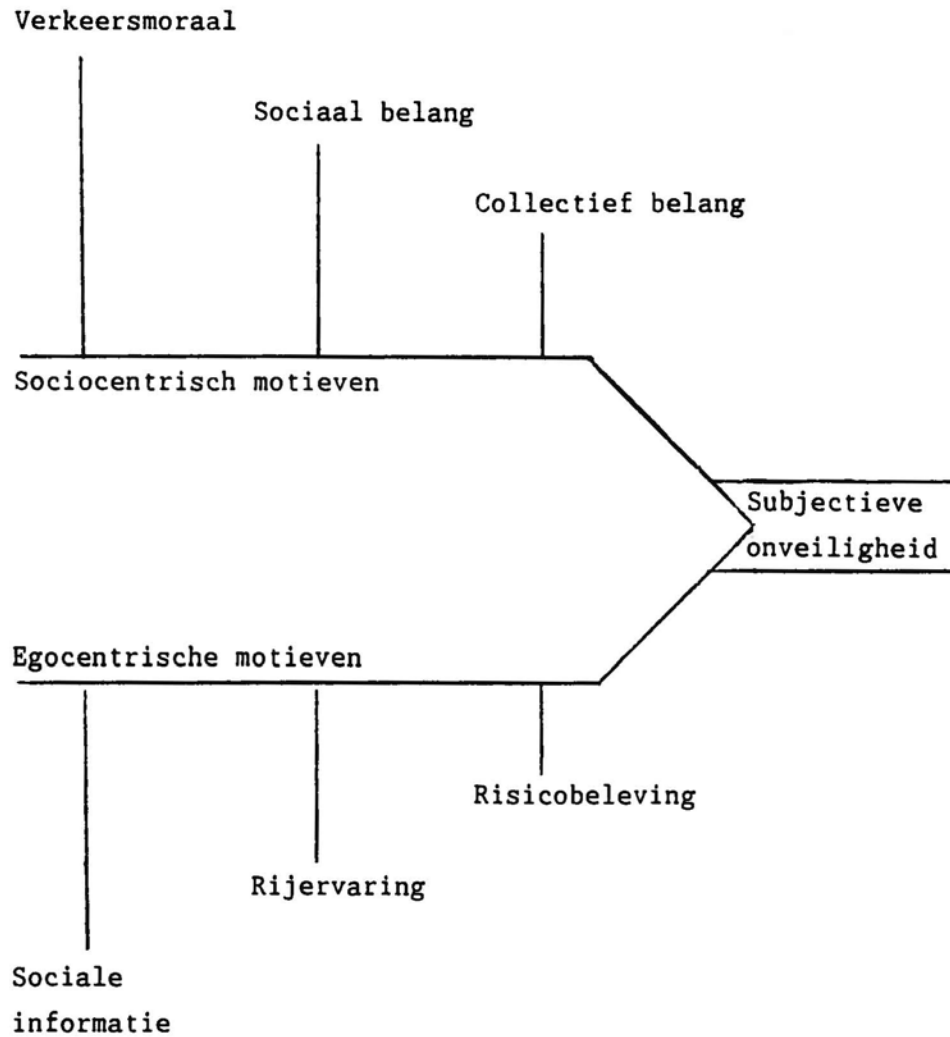 Verkeersmoraal
Sociaal belang
Collectief belang
Sociocentrisch motieven
Subjectieve
onveiligheid
Egocentrische motieven
Risicobeleving
Rijervaring
Sociale
informatie